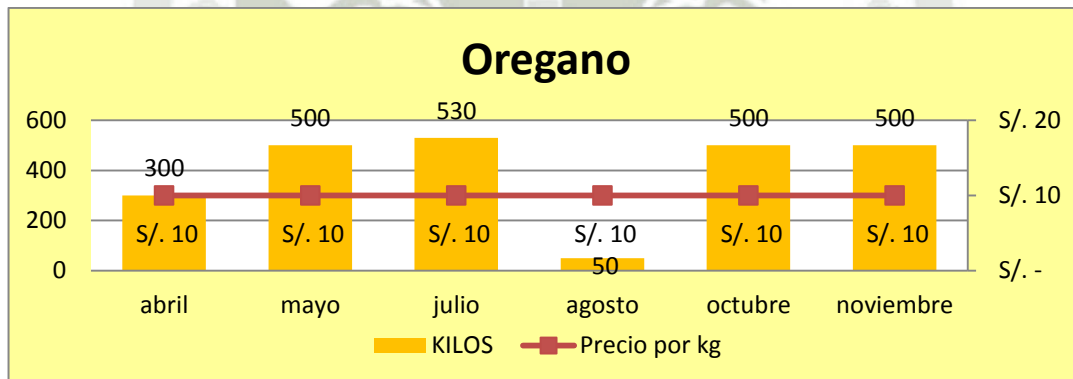 Oregano
600
400
200
0
300
500
530
50
500
500
S/. 10
S/. 10
S/. 10
S/. 10
S/. 10
S/. 10
S/. 20
S/. 10
S/. -
abril
mayo
julio
agosto
octubre
noviembre
KILOS
Precio por kg